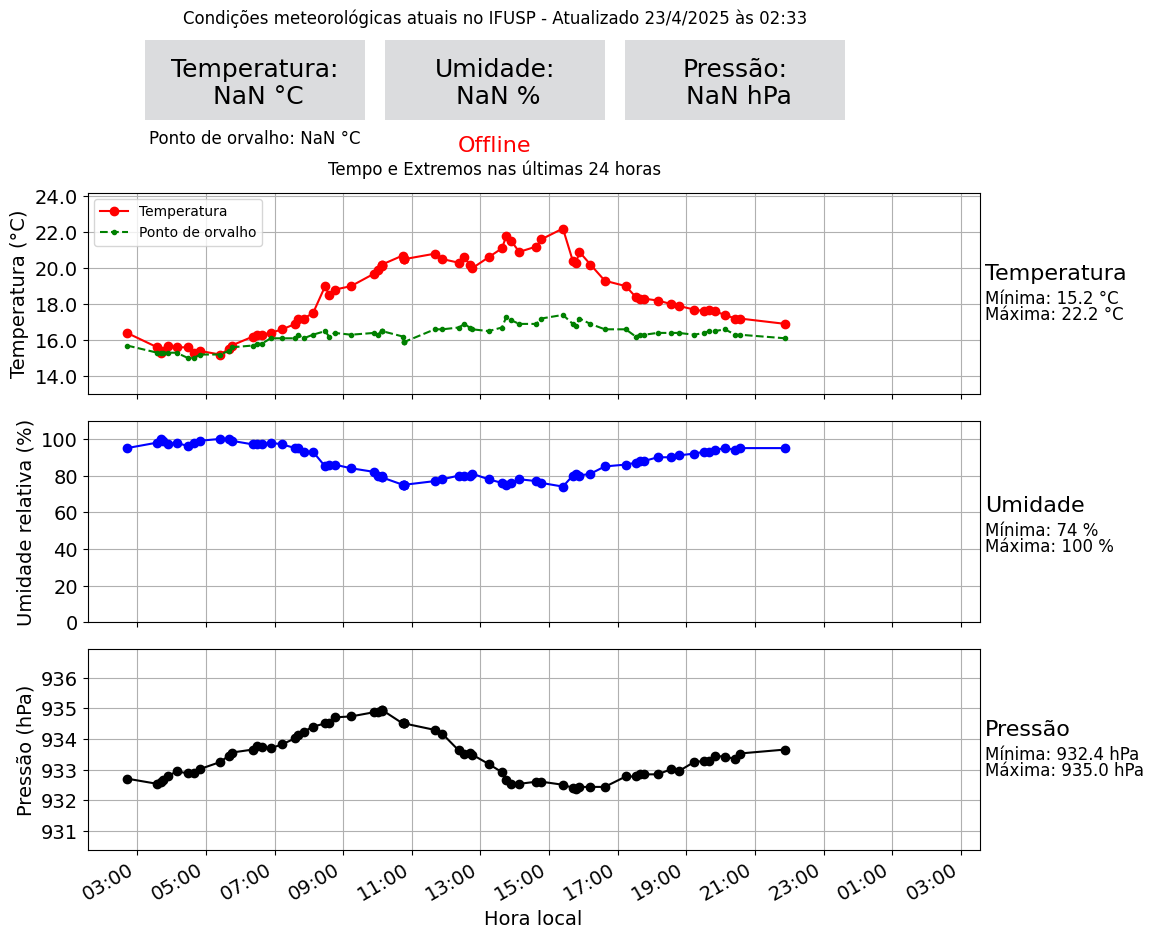 Condições meteorológicas atuais no IFUSP - Atualizado 23/4/2025 às 02:33
Temperatura:
NaN °C
Umidade:
NaN %
Pressão:
NaN hPa
Ponto de orvalho: NaN °C
Offline
Tempo e Extremos nas últimas 24 horas
Temperatura (°C)
24.0
22.0
20.0
18.0
16.0
14.0
Temperatura
Ponto de orvalho
Temperatura
Mínima: 15.2 °C
Máxima: 22.2 °C
Umidade relativa (%)
100
80
60
40
20
0
Umidade
Mínima: 74 %
Máxima: 100 %
Pressão (hPa)
936
935
934
933
932
931
Pressão
Mínima: 932.4 hPa
Máxima: 935.0 hPa
03:00 05:00 07:00 09:00 11:00 13:00 15:00 17:00 19:00 21:00 23:00 01:00 03:00
Hora local